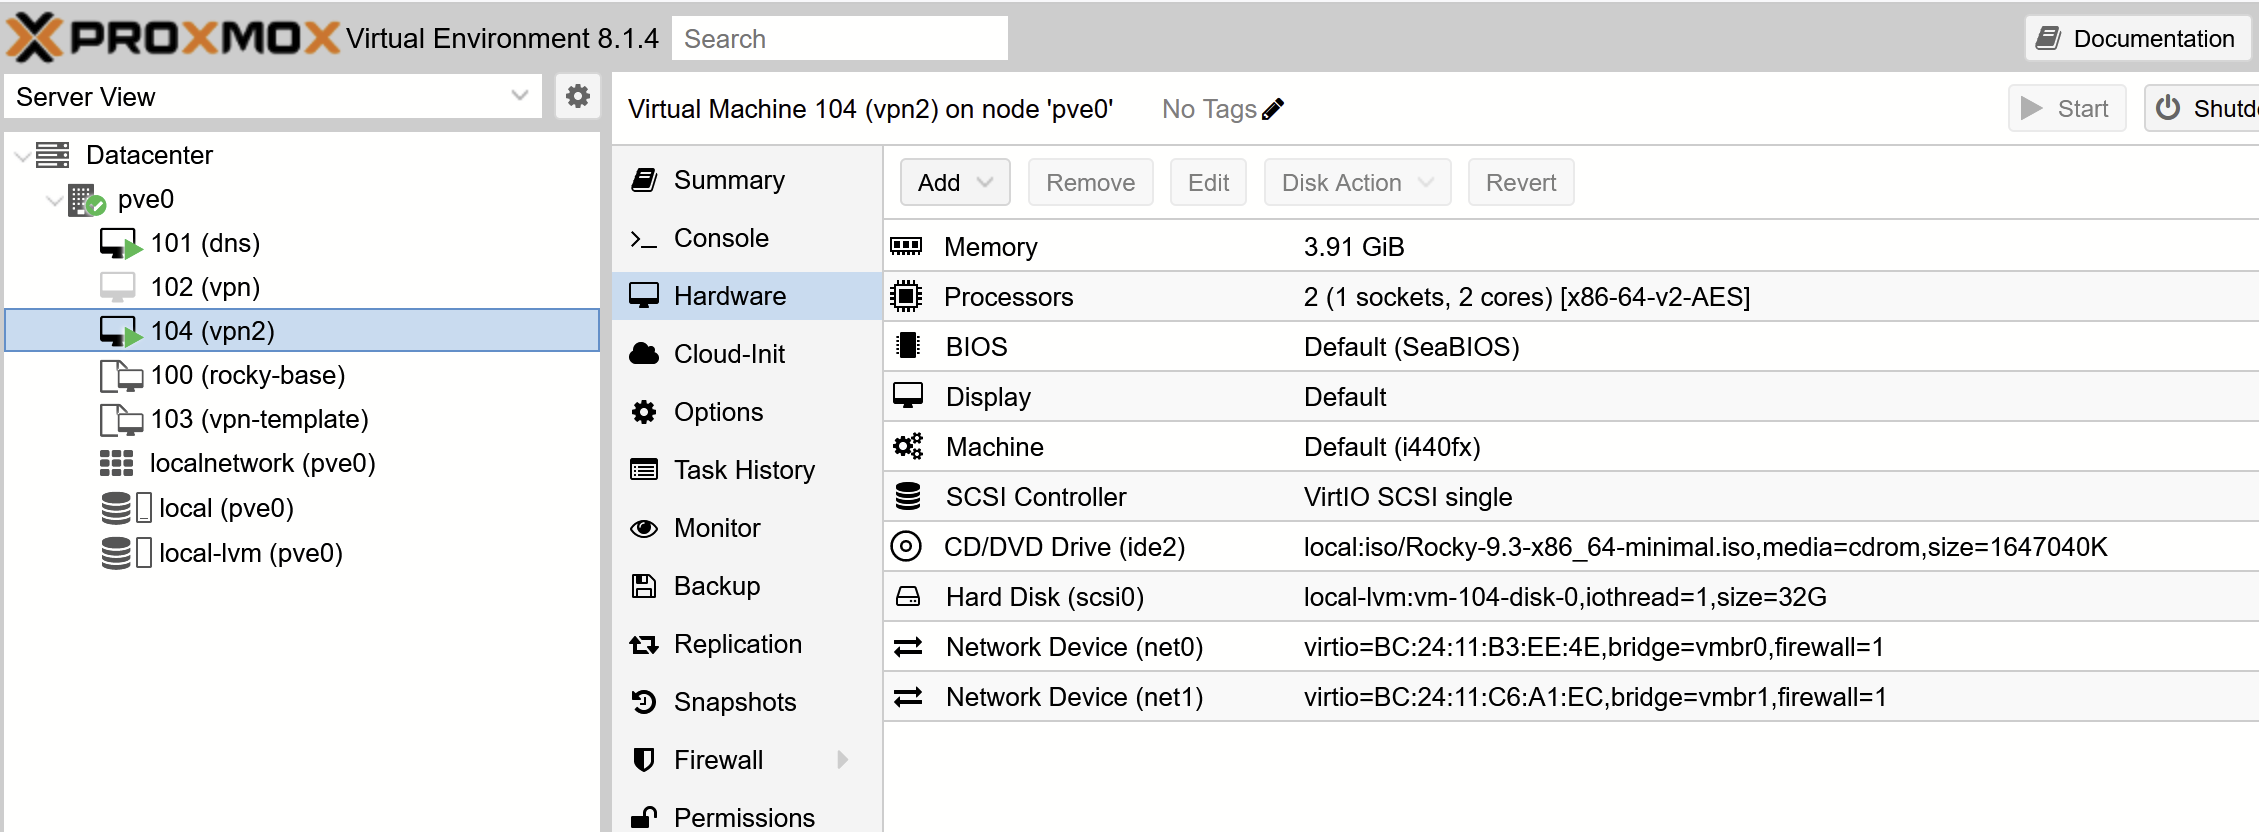 PROXMOX Virtual Environment 8.1.4 Search Documentation
Server View
Virtual Machine 104 (vpn2) on node 'pve0' No Tags Start Shutd
Datacenter
pve0
101 (dns)
102 (vpn)
104 (vpn2)
100 (rocky-base)
103 (vpn-template)
localnetwork (pve0)
local (pve0)
local-lvm (pve0)
Summary
Console
Hardware
Cloud-Init
Options
Task History
Monitor
Backup
Replication
Snapshots
Firewall
Permissions
Add Remove Edit Disk Action Revert
Memory 3.91 GiB
Processors 2 (1 sockets, 2 cores) [x86-64-v2-AES]
BIOS Default (SeaBIOS)
Display Default
Machine Default (i440fx)
SCSI Controller VirtIO SCSI single
CD/DVD Drive (ide2) local:iso/Rocky-9.3-x86_64-minimal.iso,media=cdrom,size=1647040K
Hard Disk (scsi0) local-lvm:vm-104-disk-0,iothread=1,size=32G
Network Device (net0) virtio=BC:24:11:B3:EE:4E,bridge=vmbr0,firewall=1
Network Device (net1) virtio=BC:24:11:C6:A1:EC,bridge=vmbr1,firewall=1